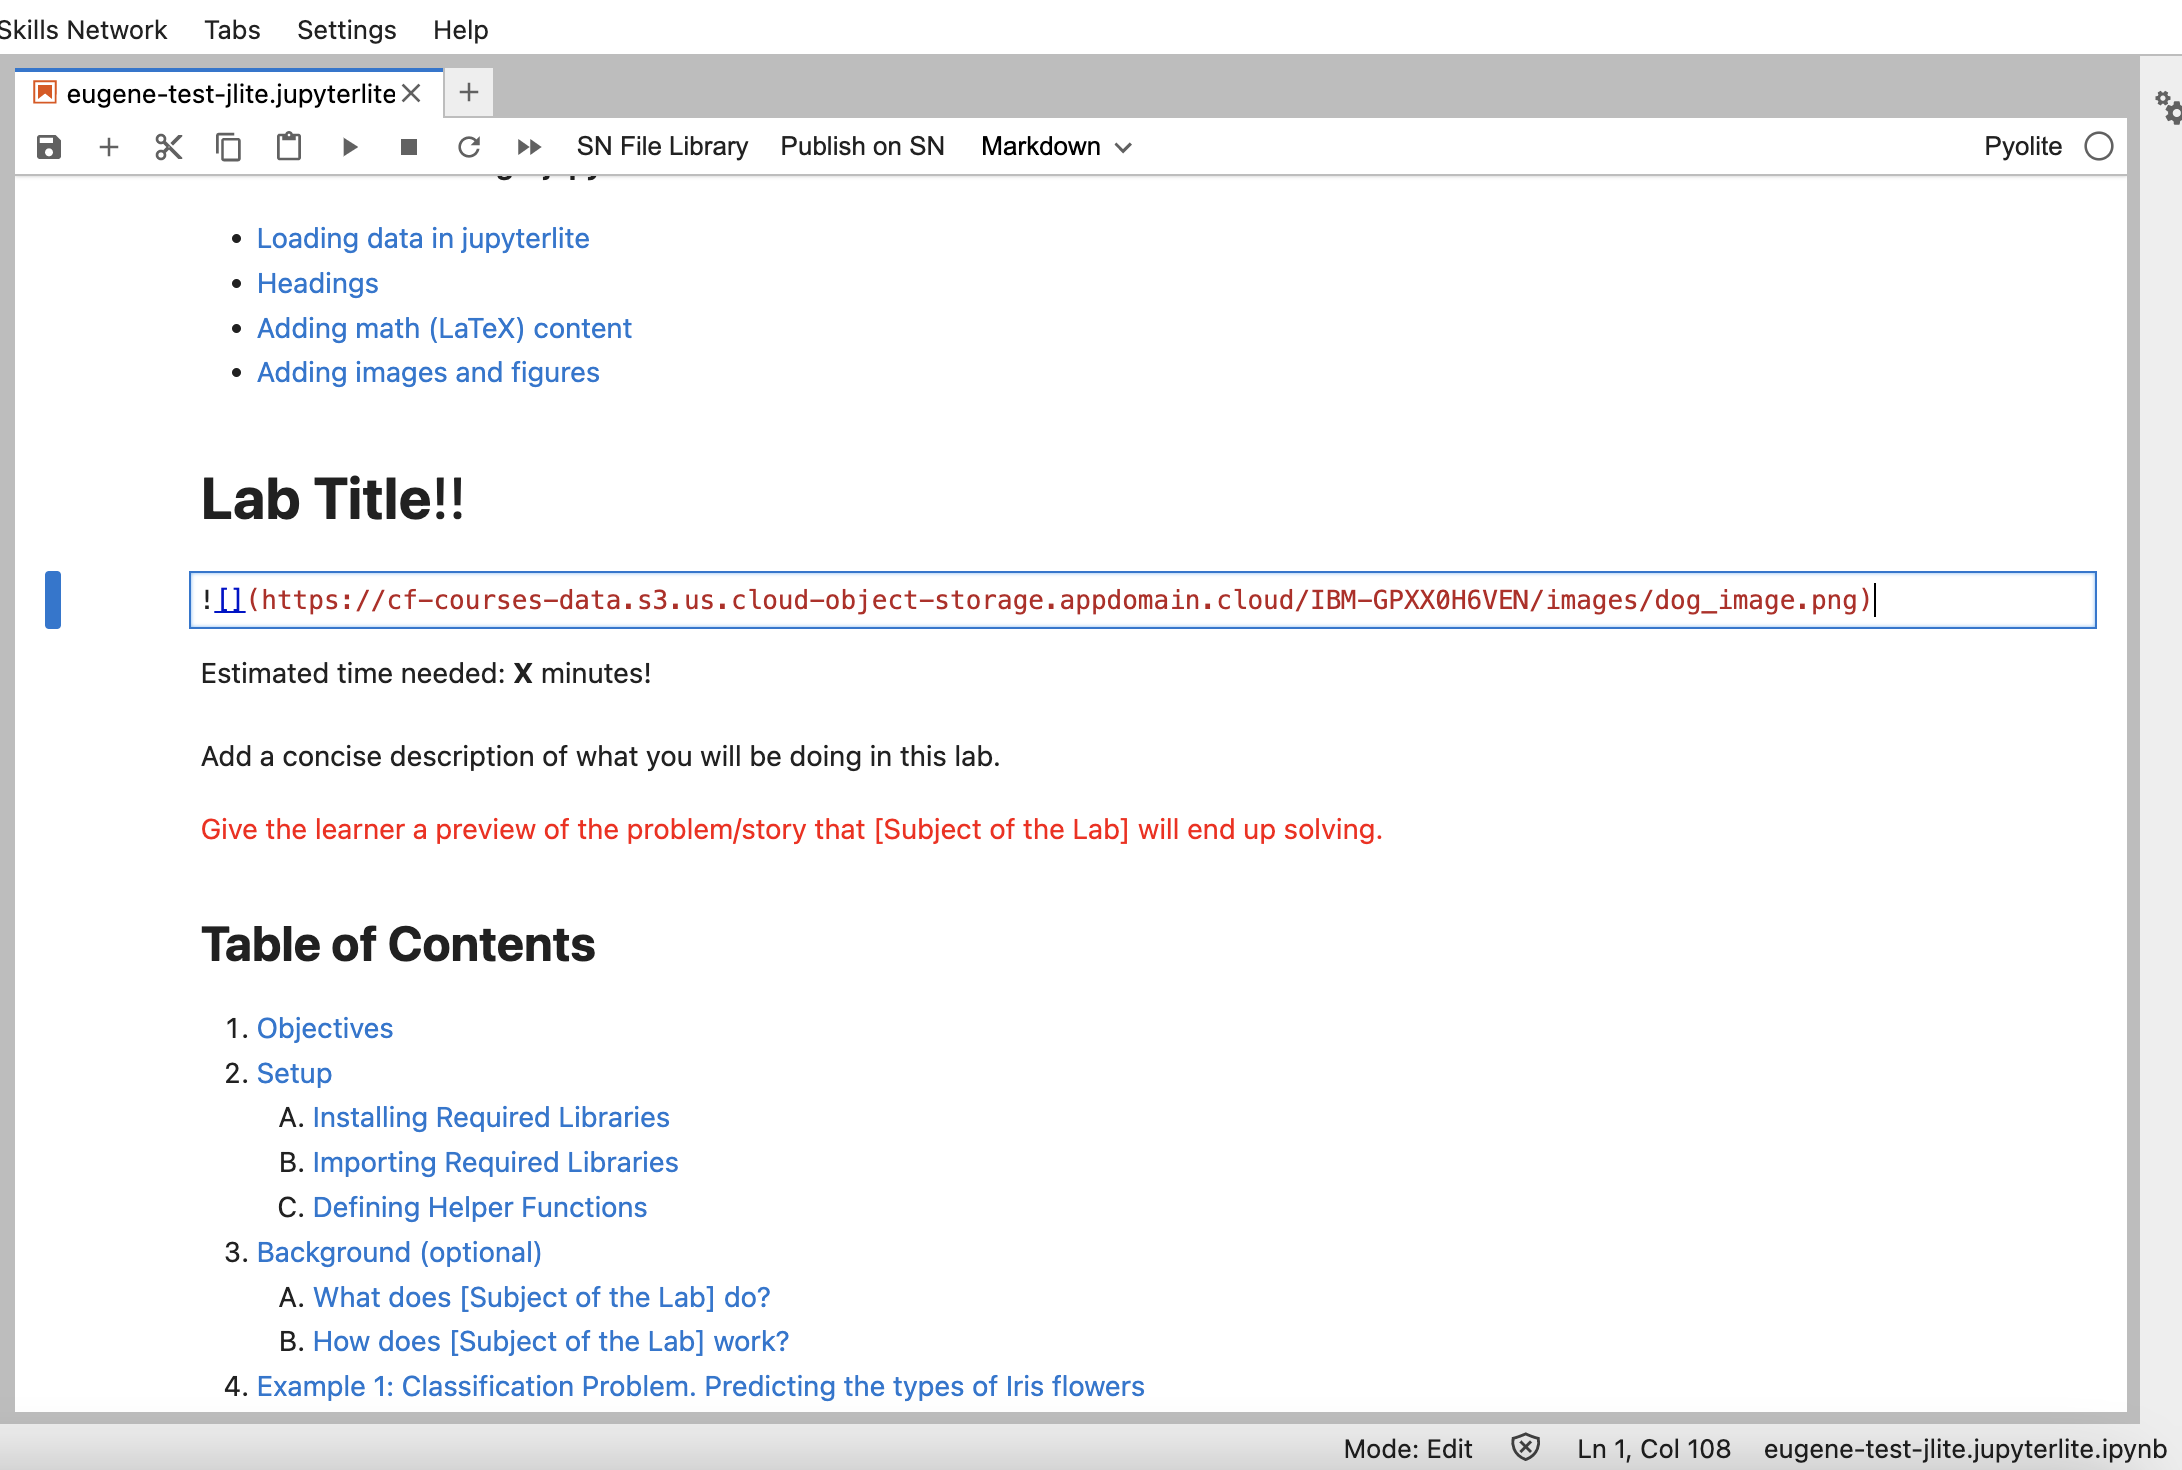 Skills Network Tabs Settings Help
eugene-test-jlite.jupyterlite
SN File Library Publish on SN Markdown Pyolite
Loading data in jupyterlite
Headings
Adding math (LaTeX) content
Adding images and figures
Lab Title!!
![](https://cf-courses-data.s3.us.cloud-object-storage.appdomain.cloud/IBM-GPXX0H6VEN/images/dog_image.png)
Estimated time needed: X minutes!
Add a concise description of what you will be doing in this lab.
Give the learner a preview of the problem/story that [Subject of the Lab] will end up solving.
Table of Contents
1. Objectives
2. Setup
A. Installing Required Libraries
B. Importing Required Libraries
C. Defining Helper Functions
3. Background (optional)
A. What does [Subject of the Lab] do?
B. How does [Subject of the Lab] work?
4. Example 1: Classification Problem. Predicting the types of Iris flowers
Mode: Edit Ln 1, Col 108 eugene-test-jlite.jupyterlite.ipynb